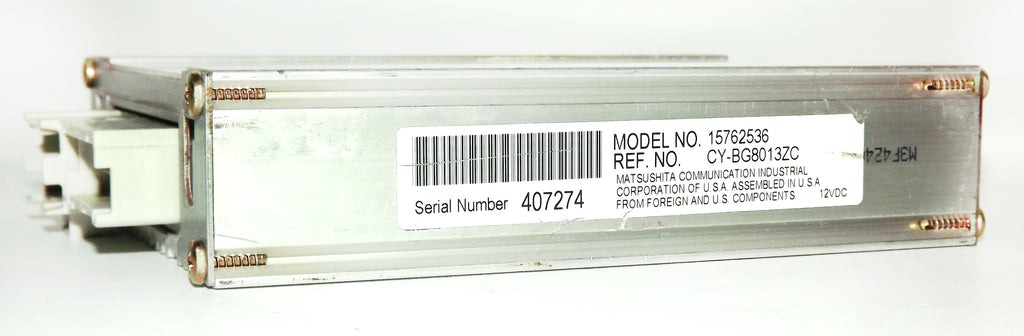 MODEL NO. 15762536
REF. NO. CY-BG8013ZC
MATSUSHITA COMMUNICATION INDUSTRIAL
CORPORATION OF U.S.A. ASSEMBLED IN U.S.A.
FROM FOREIGN AND U.S. COMPONENTS. 12VDC
Serial Number 407274